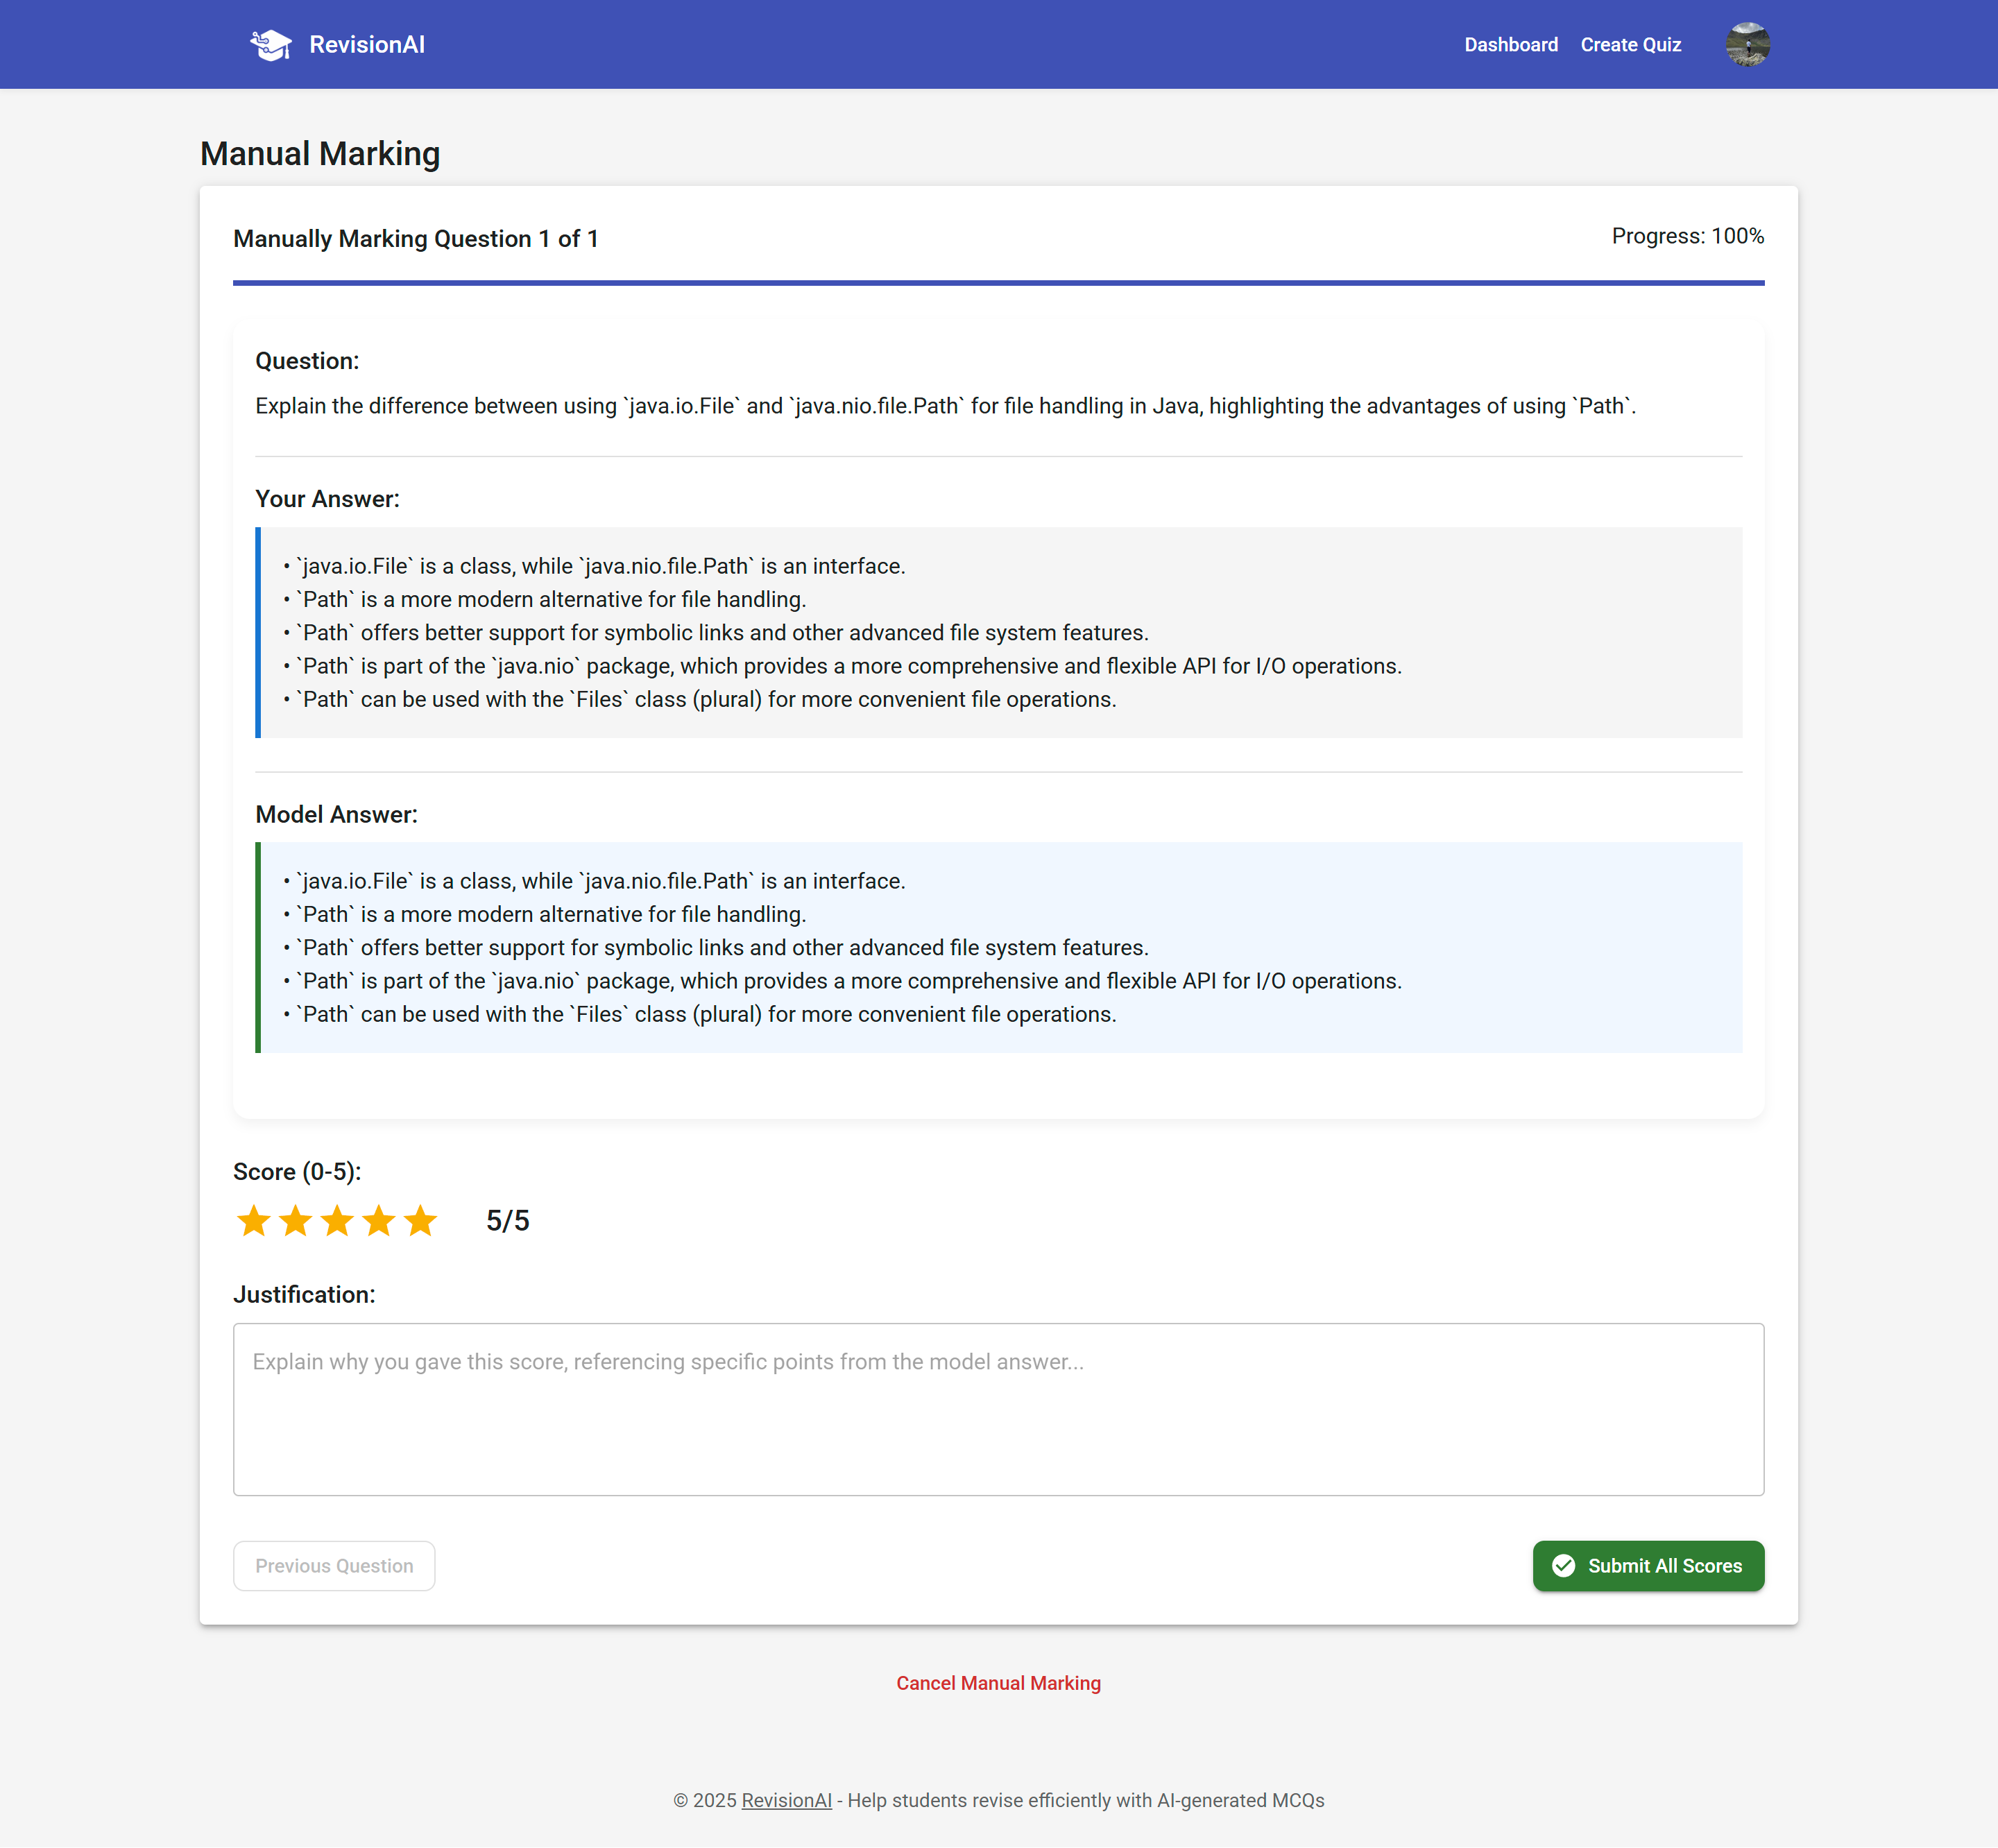 RevisionAI
Dashboard
Create Quiz
Manual Marking
Manually Marking Question 1 of 1
Progress: 100%
Question:
Explain the difference between using `java.io.File` and `java.nio.file.Path` for file handling in Java, highlighting the advantages of using `Path`.
Your Answer:
• `java.io.File` is a class, while `java.nio.file.Path` is an interface.
• `Path` is a more modern alternative for file handling.
• `Path` offers better support for symbolic links and other advanced file system features.
• `Path` is part of the `java.nio` package, which provides a more comprehensive and flexible API for I/O operations.
• `Path` can be used with the `Files` class (plural) for more convenient file operations.
Model Answer:
• `java.io.File` is a class, while `java.nio.file.Path` is an interface.
• `Path` is a more modern alternative for file handling.
• `Path` offers better support for symbolic links and other advanced file system features.
• `Path` is part of the `java.nio` package, which provides a more comprehensive and flexible API for I/O operations.
• `Path` can be used with the `Files` class (plural) for more convenient file operations.
Score (0-5):
5/5
Justification:
Explain why you gave this score, referencing specific points from the model answer...
Previous Question
Submit All Scores
Cancel Manual Marking
© 2025 RevisionAI - Help students revise efficiently with AI-generated MCQs